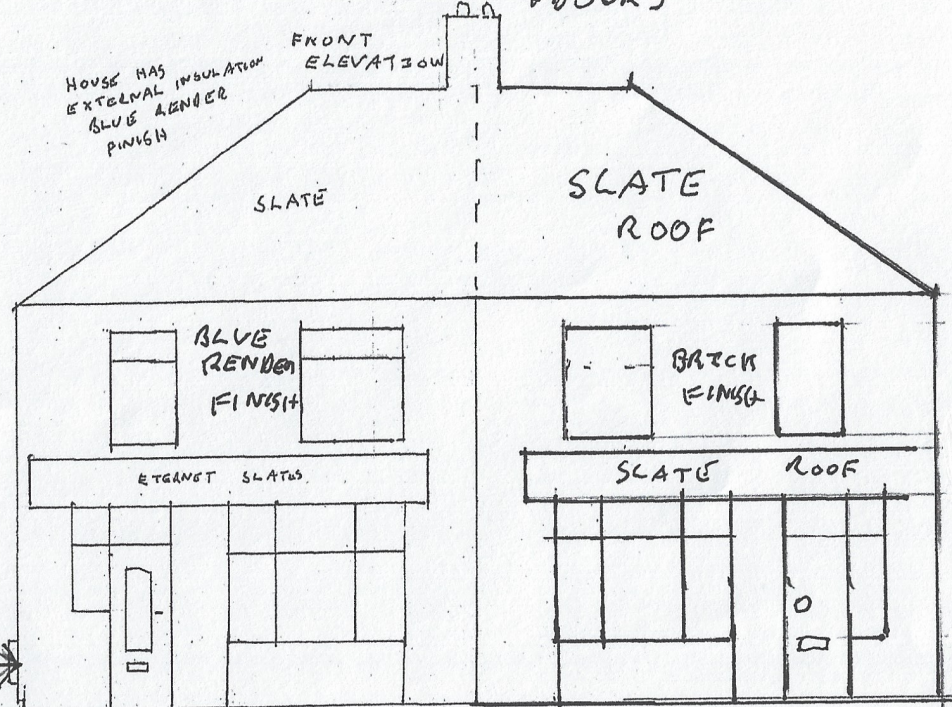 FRONT
ELEVATION
HOUSE HAS
EXTERNAL INSULATION
BLUE RENDER
FINISH
SLATE
SLATE
ROOF
BLUE
RENDER
FINISH
BRICK
FINISH
ETERNET SLATES
SLATE ROOF